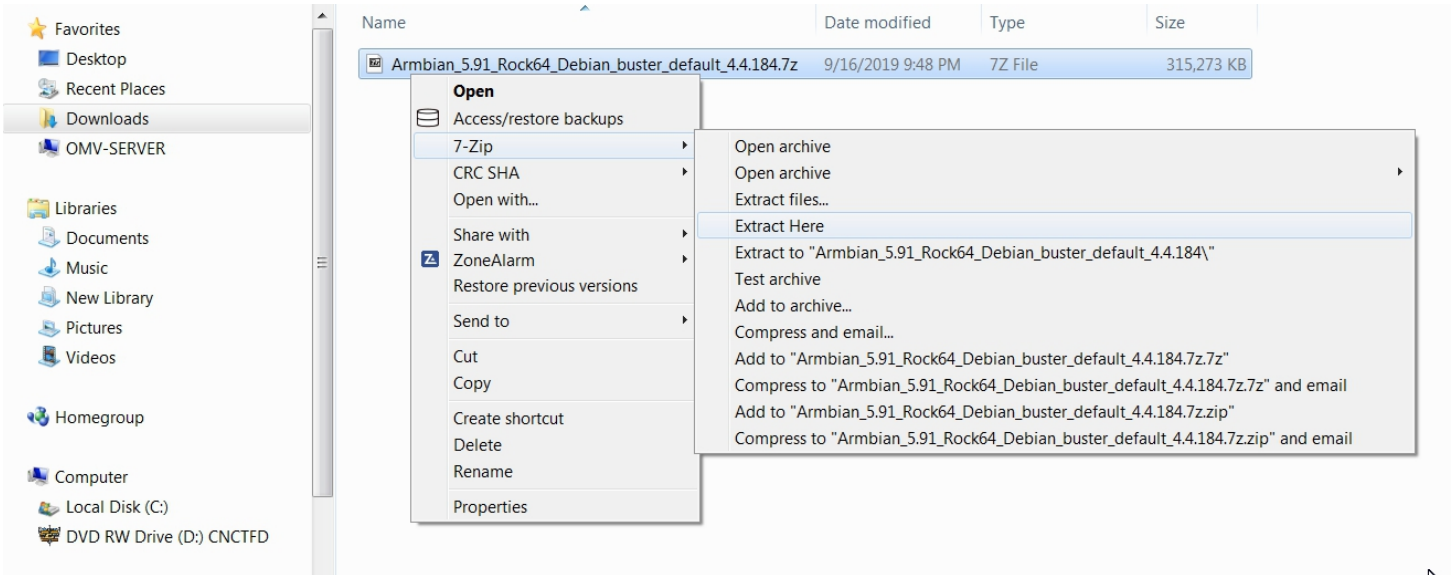 Favorites
Desktop
Recent Places
Downloads
OMV-SERVER
Libraries
Documents
Music
New Library
Pictures
Videos
Homegroup
Computer
Local Disk (C:)
DVD RW Drive (D:) CNCTFD
Name Date modified Type Size
Armbian_5.91_Rock64_Debian_buster_default_4.4.184.7z 9/16/2019 9:48 PM 7Z File 315,273 KB
Open
Access/restore backups
7-Zip
CRC SHA
Open with...
Share with
ZoneAlarm
Restore previous versions
Send to
Cut
Copy
Create shortcut
Delete
Rename
Properties
Open archive
Open archive
Extract files...
Extract Here
Extract to "Armbian_5.91_Rock64_Debian_buster_default_4.4.184\"
Test archive
Add to archive...
Compress and email...
Add to "Armbian_5.91_Rock64_Debian_buster_default_4.4.184.7z.7z"
Compress to "Armbian_5.91_Rock64_Debian_buster_default_4.4.184.7z.7z" and email
Add to "Armbian_5.91_Rock64_Debian_buster_default_4.4.184.7z.zip"
Compress to "Armbian_5.91_Rock64_Debian_buster_default_4.4.184.7z.zip" and email